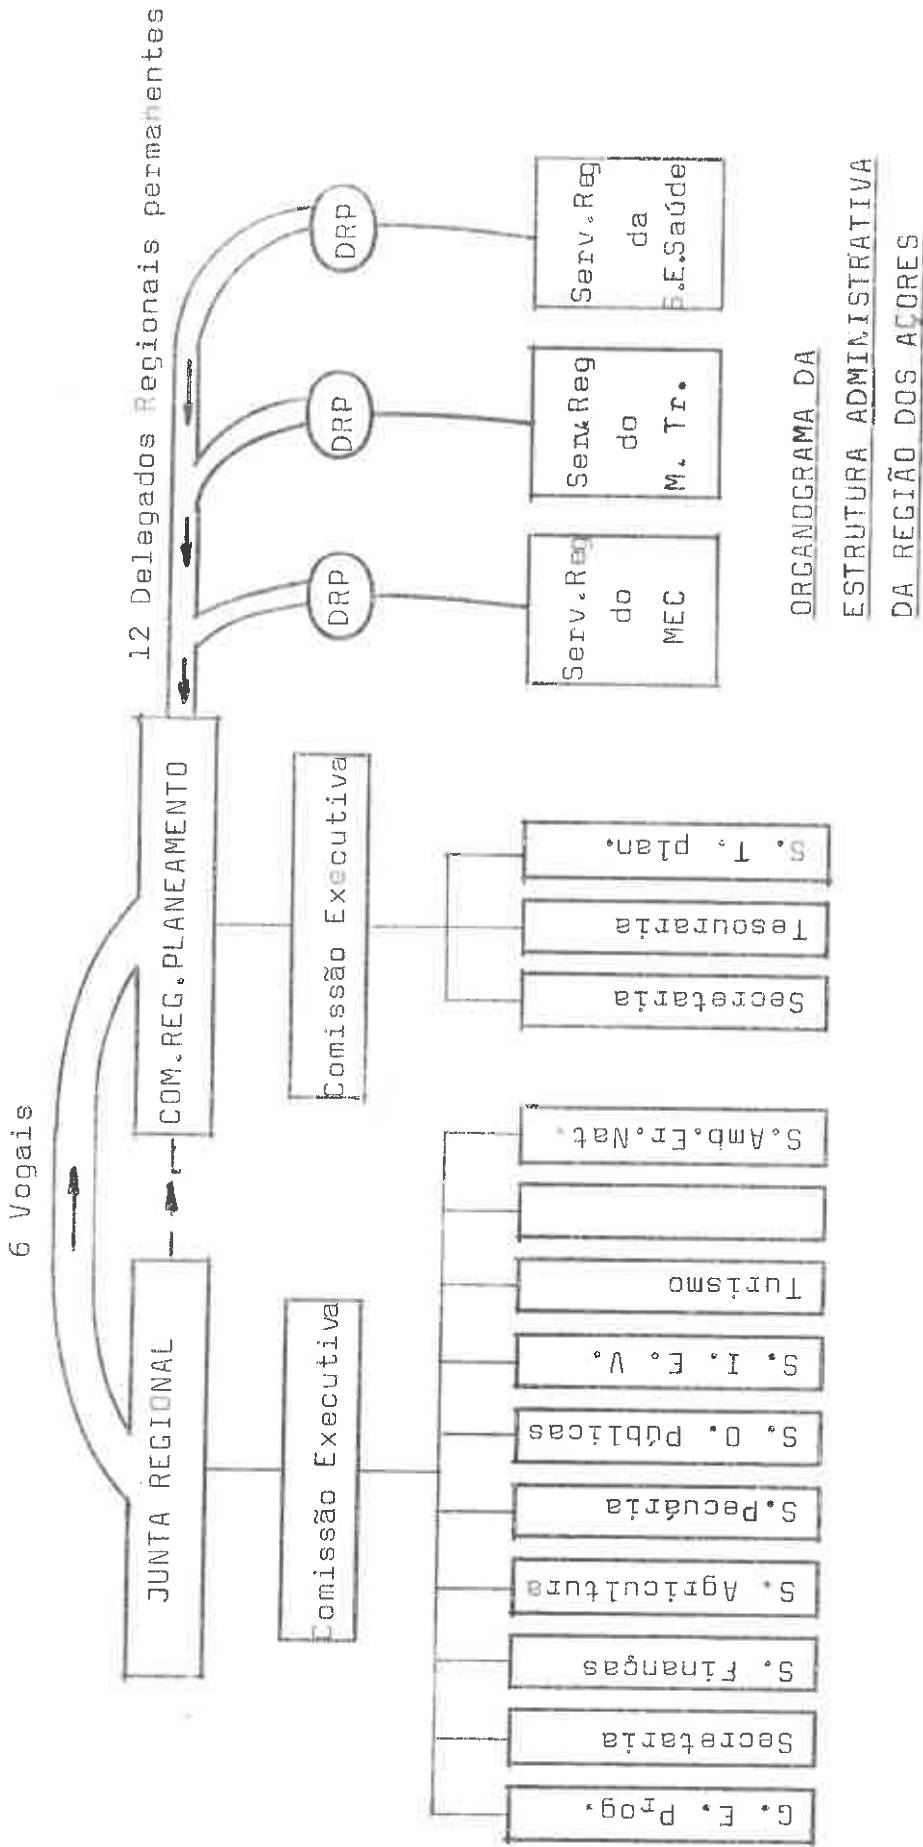 6 Vogais
12 Delegados Regionais permanentes
JUNTA REGIONAL
COM.REG.PLANEAMENTO
DRP
DRP
DRP
Comissão Executiva
Comissão Executiva
G. E. Prog.
Secretaria
S. Finanças
S. Agricultura
S.Pecuária
S. O. Públicas
S. I. E. V.
Turismo
S.Amb.Er.Nat.
Secretaria
Tesouraria
S. T. plan.
Serv.Reg
do
MEC
Serv.Reg
do
M. Tr.
Serv.Reg
da
S.E.Saúde
ORGANOGRAMA DA
ESTRUTURA ADMINISTRATIVA
DA REGIÃO DOS AÇORES